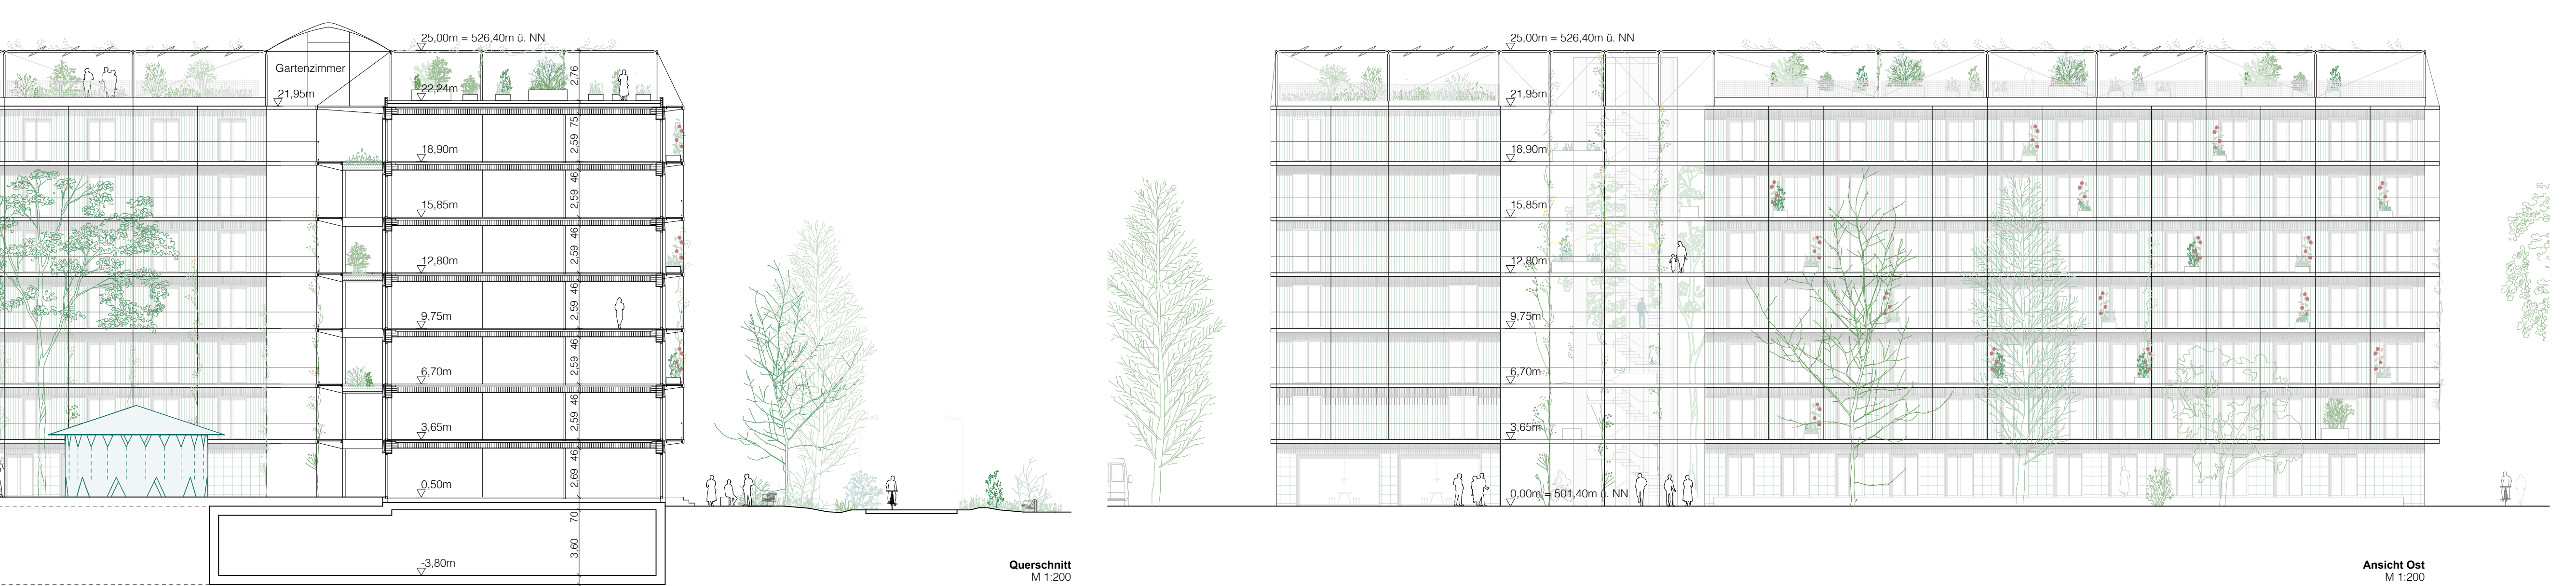 25,00m = 526,40m ü. NN
Gartenzimmer
21,95m
22,24m
2,76
75
2,59
18,90m
46
2,59
15,85m
46
2,59
12,80m
46
2,59
9,75m
46
2,59
6,70m
46
2,59
3,65m
46
2,69
0,50m
70
3,60
-3,80m
Querschnitt
M 1:200
25,00m = 526,40m ü. NN
21,95m
18,90m
15,85m
12,80m
9,75m
6,70m
3,65m
0,00m = 501,40m ü. NN
Ansicht Ost
M 1:200